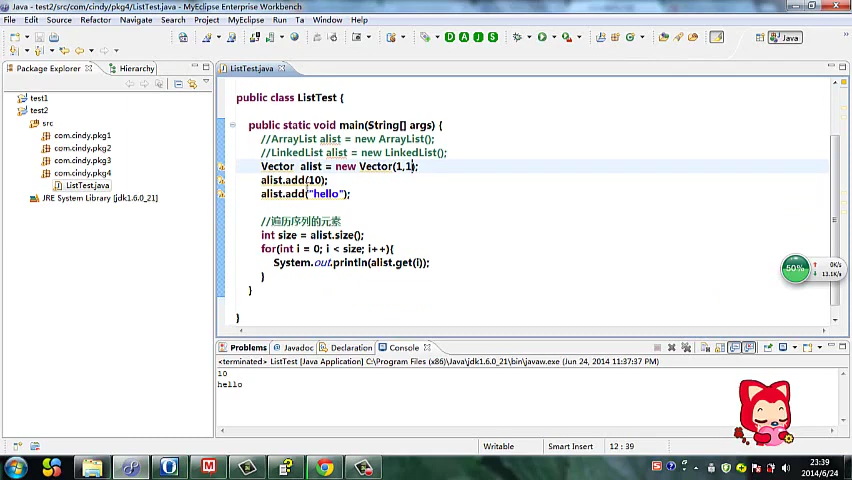 Java - test2/src/com/cindy/pkg4/ListTest.java - MyEclipse Enterprise Workbench
File Edit Source Refactor Navigate Search Project MyEclipse Run Ta Window Help
Java
Package Explorer Hierarchy
test1
test2
src
com.cindy.pkg1
com.cindy.pkg2
com.cindy.pkg3
com.cindy.pkg4
ListTest.java
JRE System Library [jdk1.6.0_27]
ListTest.java
public class ListTest {
public static void main(String[] args) {
//ArrayList alist = new ArrayList();
//LinkedList alist = new LinkedList();
Vector alist = new Vector(1,1);
alist.add(10);
alist.add("hello");
//遍历序列的元素
int size = alist.size();
for(int i = 0; i < size; i++){
System.out.println(alist.get(i));
}
}
}
50% 0K/s
13.1K/s
Problems Javadoc Declaration Console
<terminated> ListTest [Java Application] C:\Program Files\Java\jdk1.6.0_27\bin\javaw.exe (Jun 24, 2014 11:37:37 PM)
10
hello
Writable Smart Insert 12 : 39
23:39
2014/6/24